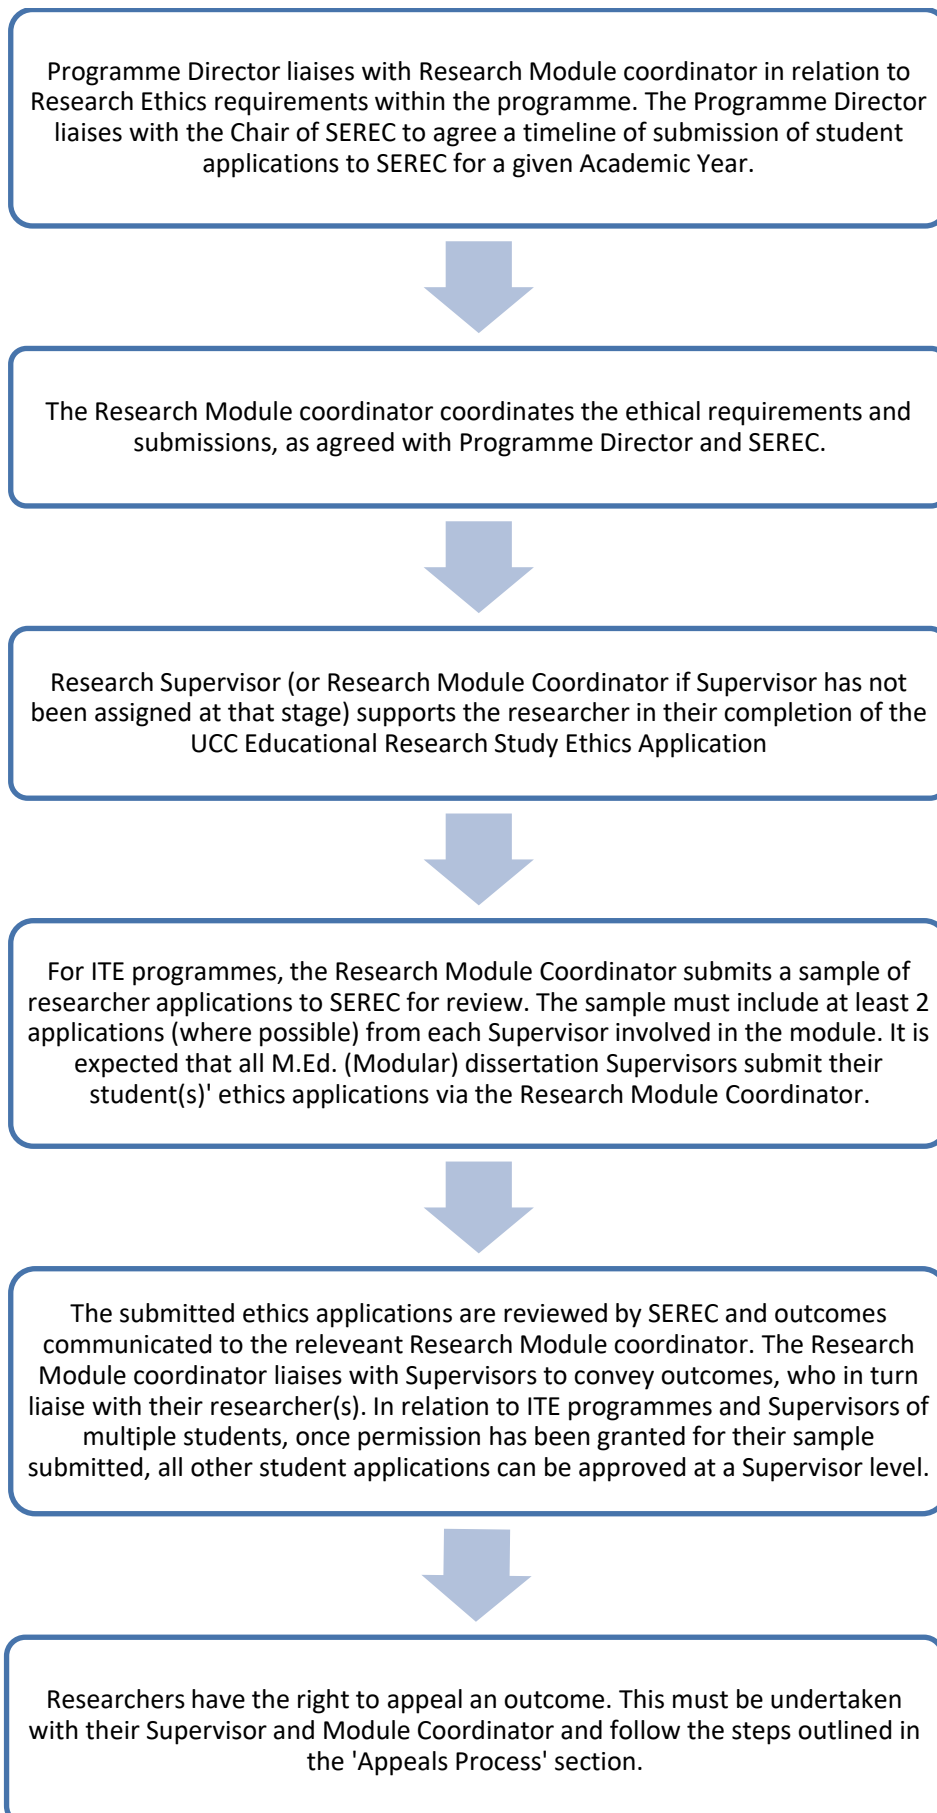 Programme Director liaises with Research Module coordinator in relation to
Research Ethics requirements within the programme. The Programme Director
liaises with the Chair of SEREC to agree a timeline of submission of student
applications to SEREC for a given Academic Year.
The Research Module coordinator coordinates the ethical requirements and
submissions, as agreed with Programme Director and SEREC.
Research Supervisor (or Research Module Coordinator if Supervisor has not
been assigned at that stage) supports the researcher in their completion of the
UCC Educational Research Study Ethics Application
For ITE programmes, the Research Module Coordinator submits a sample of
researcher applications to SEREC for review. The sample must include at least 2
applications (where possible) from each Supervisor involved in the module. It is
expected that all M.Ed. (Modular) dissertation Supervisors submit their
student(s)' ethics applications via the Research Module Coordinator.
The submitted ethics applications are reviewed by SEREC and outcomes
communicated to the releveant Research Module coordinator. The Research
Module coordinator liaises with Supervisors to convey outcomes, who in turn
liaise with their researcher(s). In relation to ITE programmes and Supervisors of
multiple students, once permission has been granted for their sample
submitted, all other student applications can be approved at a Supervisor level.
Researchers have the right to appeal an outcome. This must be undertaken
with their Supervisor and Module Coordinator and follow the steps outlined in
the 'Appeals Process' section.